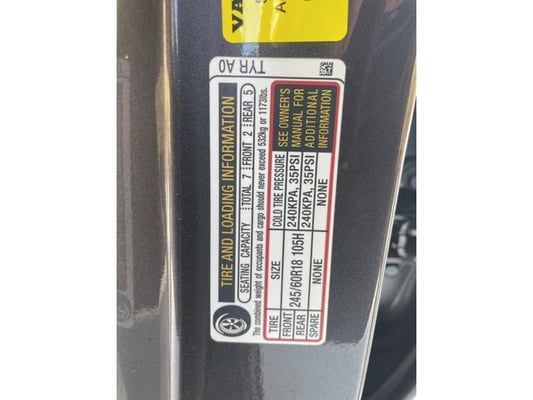 VA
TYR A0
TIRE AND LOADING INFORMATION
SEATING CAPACITY TOTAL 7 FRONT 2 REAR 5
The combined weight of occupants and cargo should never exceed 532kg or 1173lbs.
TIRE SIZE COLD TIRE PRESSURE
FRONT 245/60R18 105H 240KPA, 35PSI
REAR 240KPA, 35PSI
SPARE NONE NONE
SEE OWNER'S
MANUAL FOR
ADDITIONAL
INFORMATION